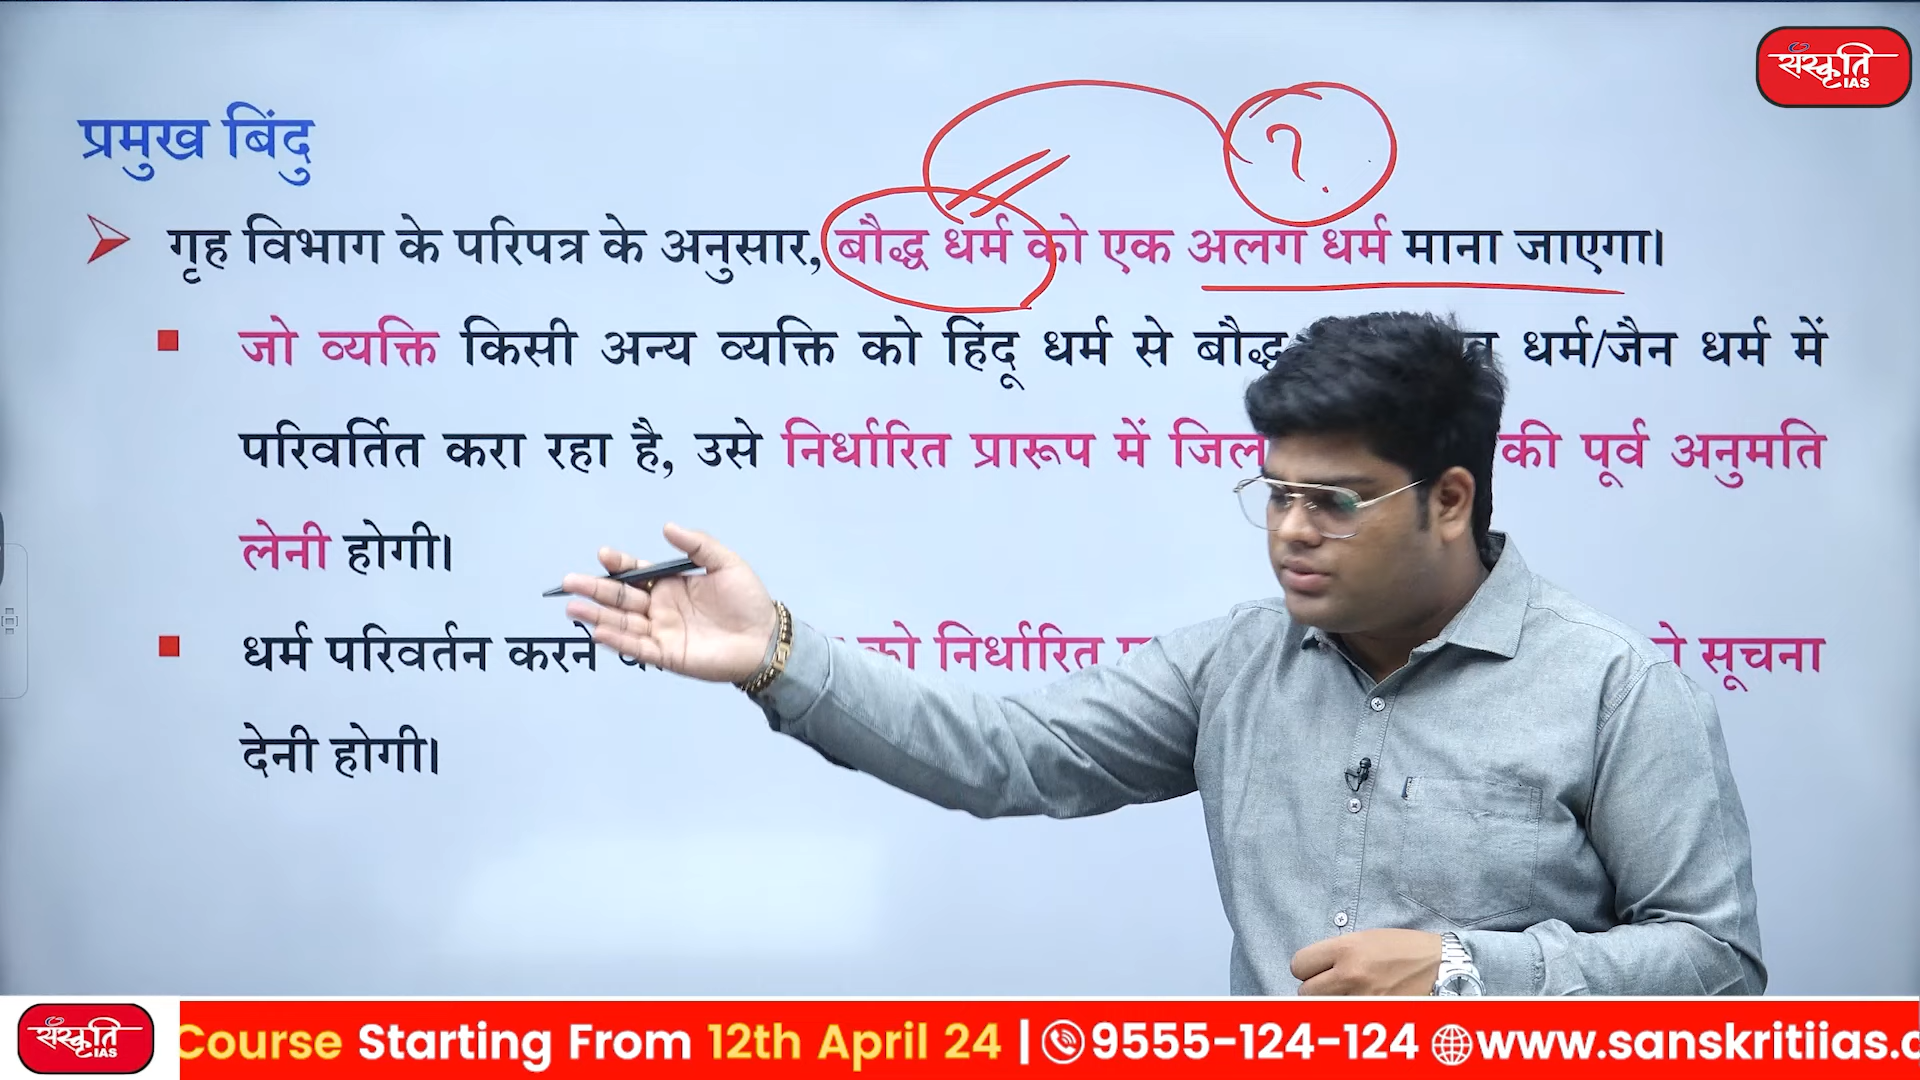 संस्कृति
IAS
?
प्रमुख बिंदु
गृह विभाग के परिपत्र के अनुसार, बौद्ध धर्म को एक अलग धर्म माना जाएगा।
जो व्यक्ति किसी अन्य व्यक्ति को हिंदू धर्म से बौद्ध धर्म/जैन धर्म में
परिवर्तित करा रहा है, उसे निर्धारित प्रारूप में की पूर्व अनुमति
लेनी होगी।
धर्म परिवर्तन करने को निर्धारित सूचना
देनी होगी।
संस्कृति
IAS
Course Starting From 12th April 24 | 9555-124-124 www.sanskritiias.c